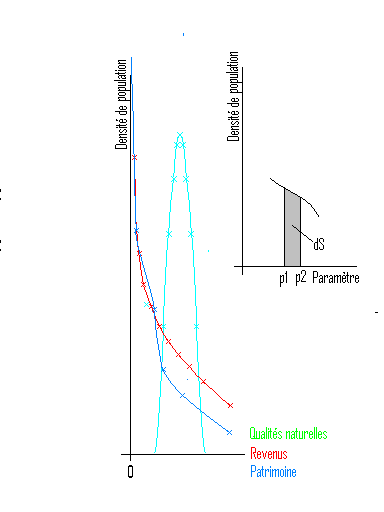 Densité de population
Densité de population
dS
p1 p2 Paramètre
Qualités naturelles
Revenus
0
Patrimoine